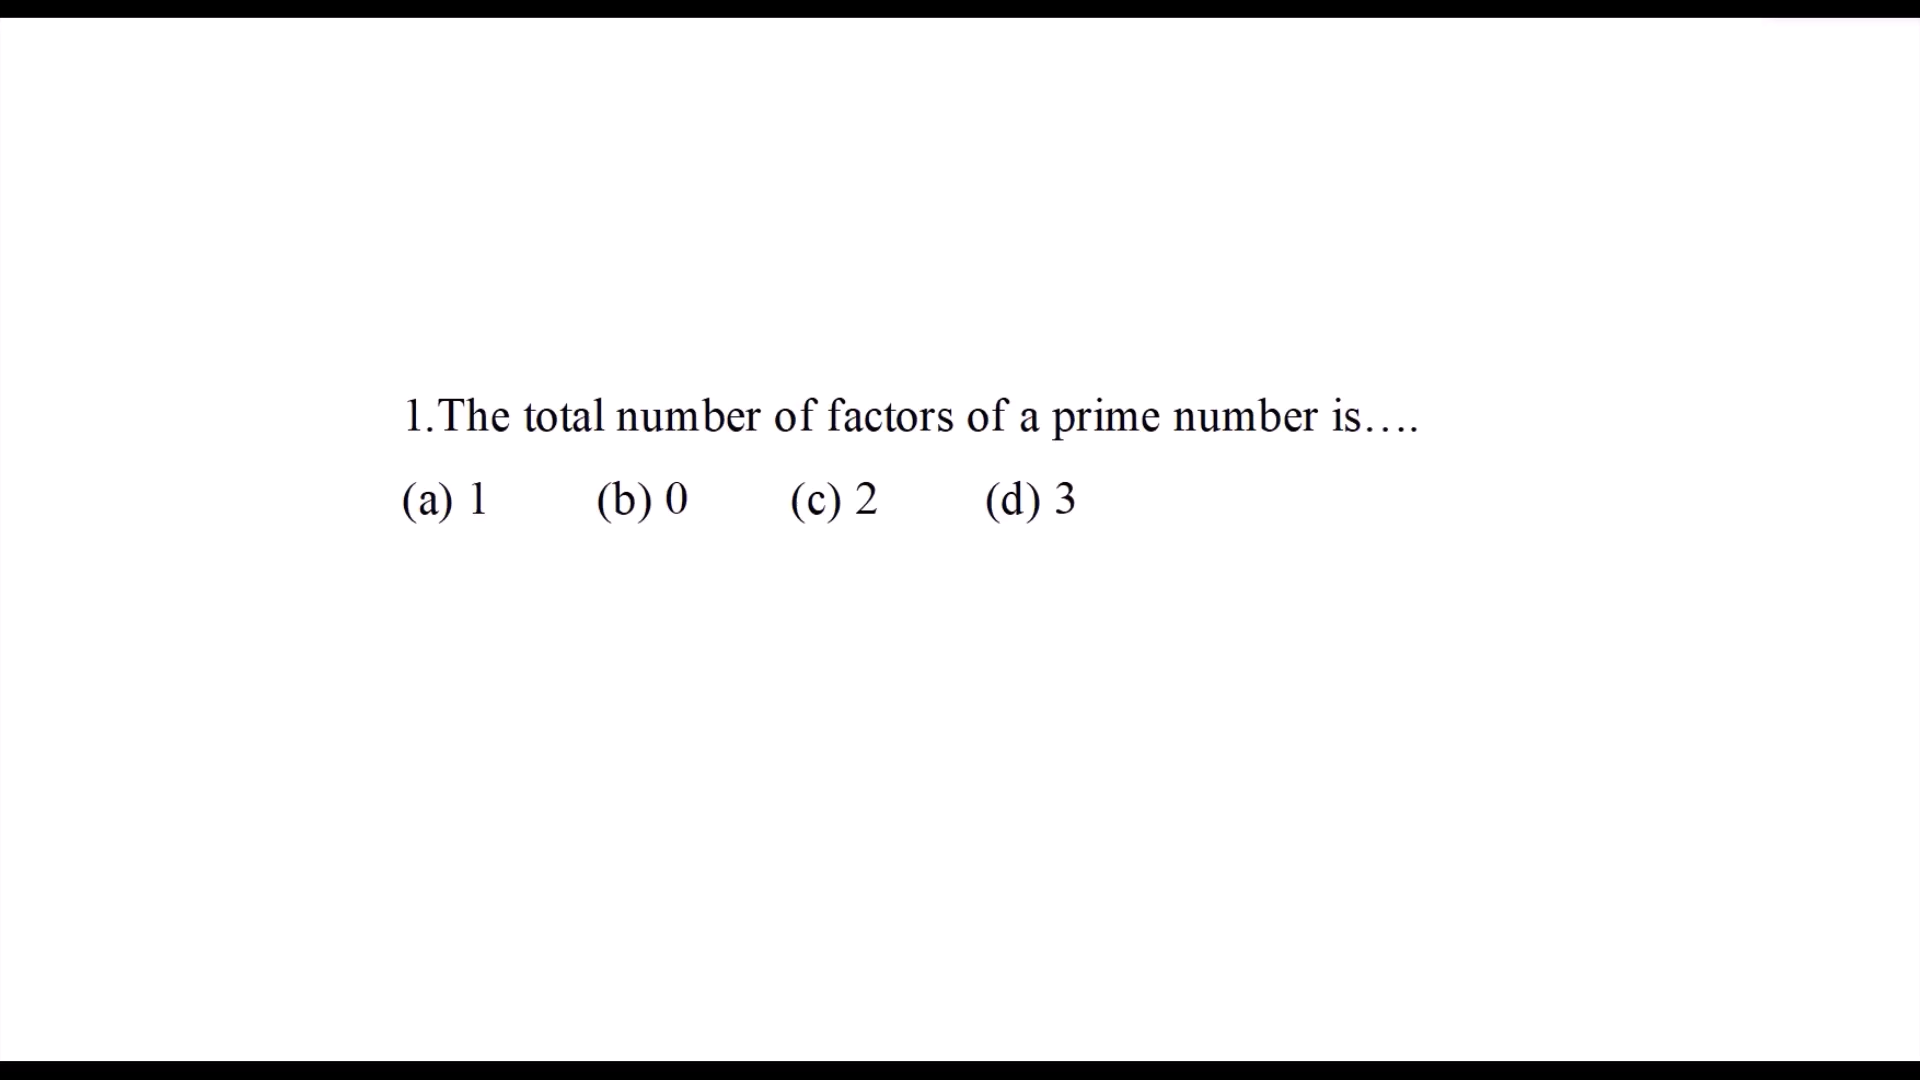 1.The total number of factors of a prime number is….
(a) 1 (b) 0 (c) 2 (d) 3